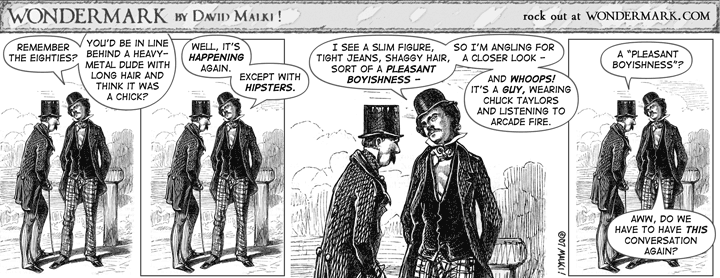 WONDERMARK BY DAVID MALKI !
rock out at WONDERMARK.COM
REMEMBER
THE EIGHTIES?
YOU'D BE IN LINE
BEHIND A HEAVY-
METAL DUDE WITH
LONG HAIR AND
THINK IT WAS
A CHICK?
WELL, IT'S
HAPPENING
AGAIN.
EXCEPT WITH
HIPSTERS.
I SEE A SLIM FIGURE,
TIGHT JEANS, SHAGGY HAIR,
SORT OF A PLEASANT
BOYISHNESS –
SO I'M ANGLING FOR
A CLOSER LOOK –
AND WHOOPS!
IT'S A GUY, WEARING
CHUCK TAYLORS
AND LISTENING TO
ARCADE FIRE.
©'07 MALKI !
A "PLEASANT
BOYISHNESS"?
AWW, DO WE
HAVE TO HAVE THIS
CONVERSATION
AGAIN?